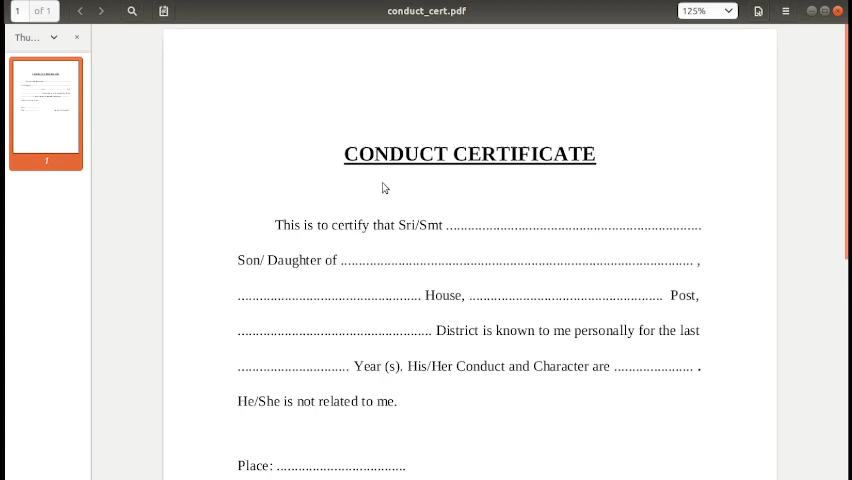 1 of 1
conduct_cert.pdf
125%
Thu...
CONDUCT CERTIFICATE
This is to certify that Sri/Smt .......................................................................
Son/ Daughter of .................................................................................................. ,
................................................... House, ...................................................... Post,
...................................................... District is known to me personally for the last
............................... Year (s). His/Her Conduct and Character are ...................... .
He/She is not related to me.
Place: ....................................
1